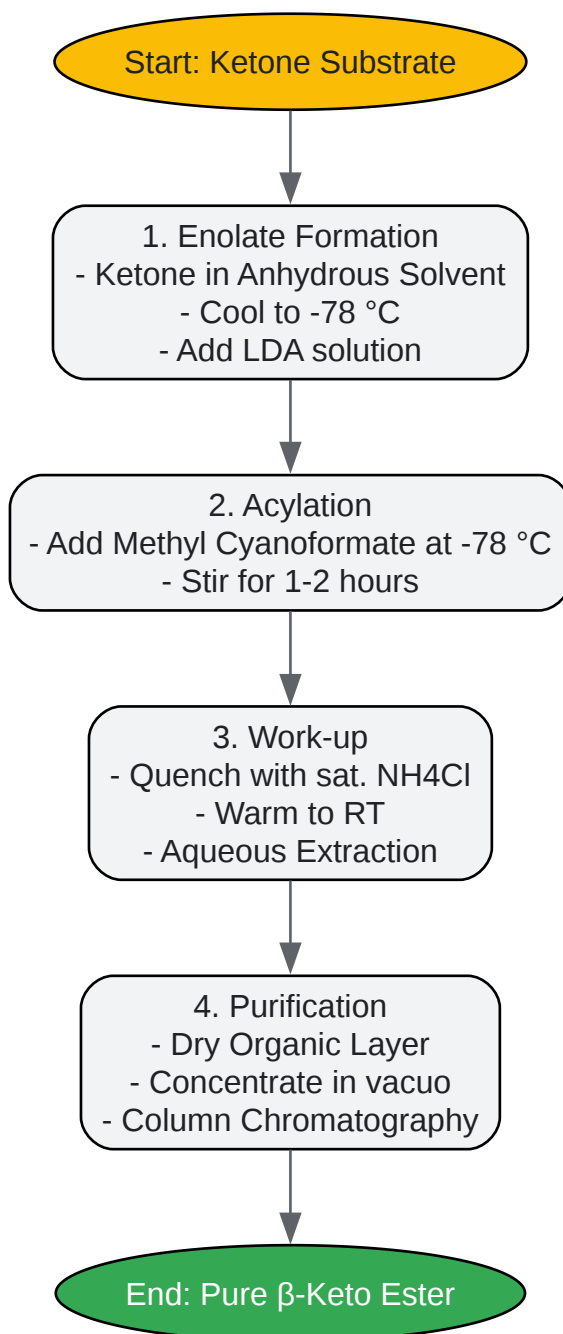 Start: Ketone Substrate
1. Enolate Formation
- Ketone in Anhydrous Solvent
- Cool to -78 °C
- Add LDA solution
2. Acylation
- Add Methyl Cyanoformate at -78 °C
- Stir for 1-2 hours
3. Work-up
- Quench with sat. NH4Cl
- Warm to RT
- Aqueous Extraction
4. Purification
- Dry Organic Layer
- Concentrate in vacuo
- Column Chromatography
End: Pure β-Keto Ester